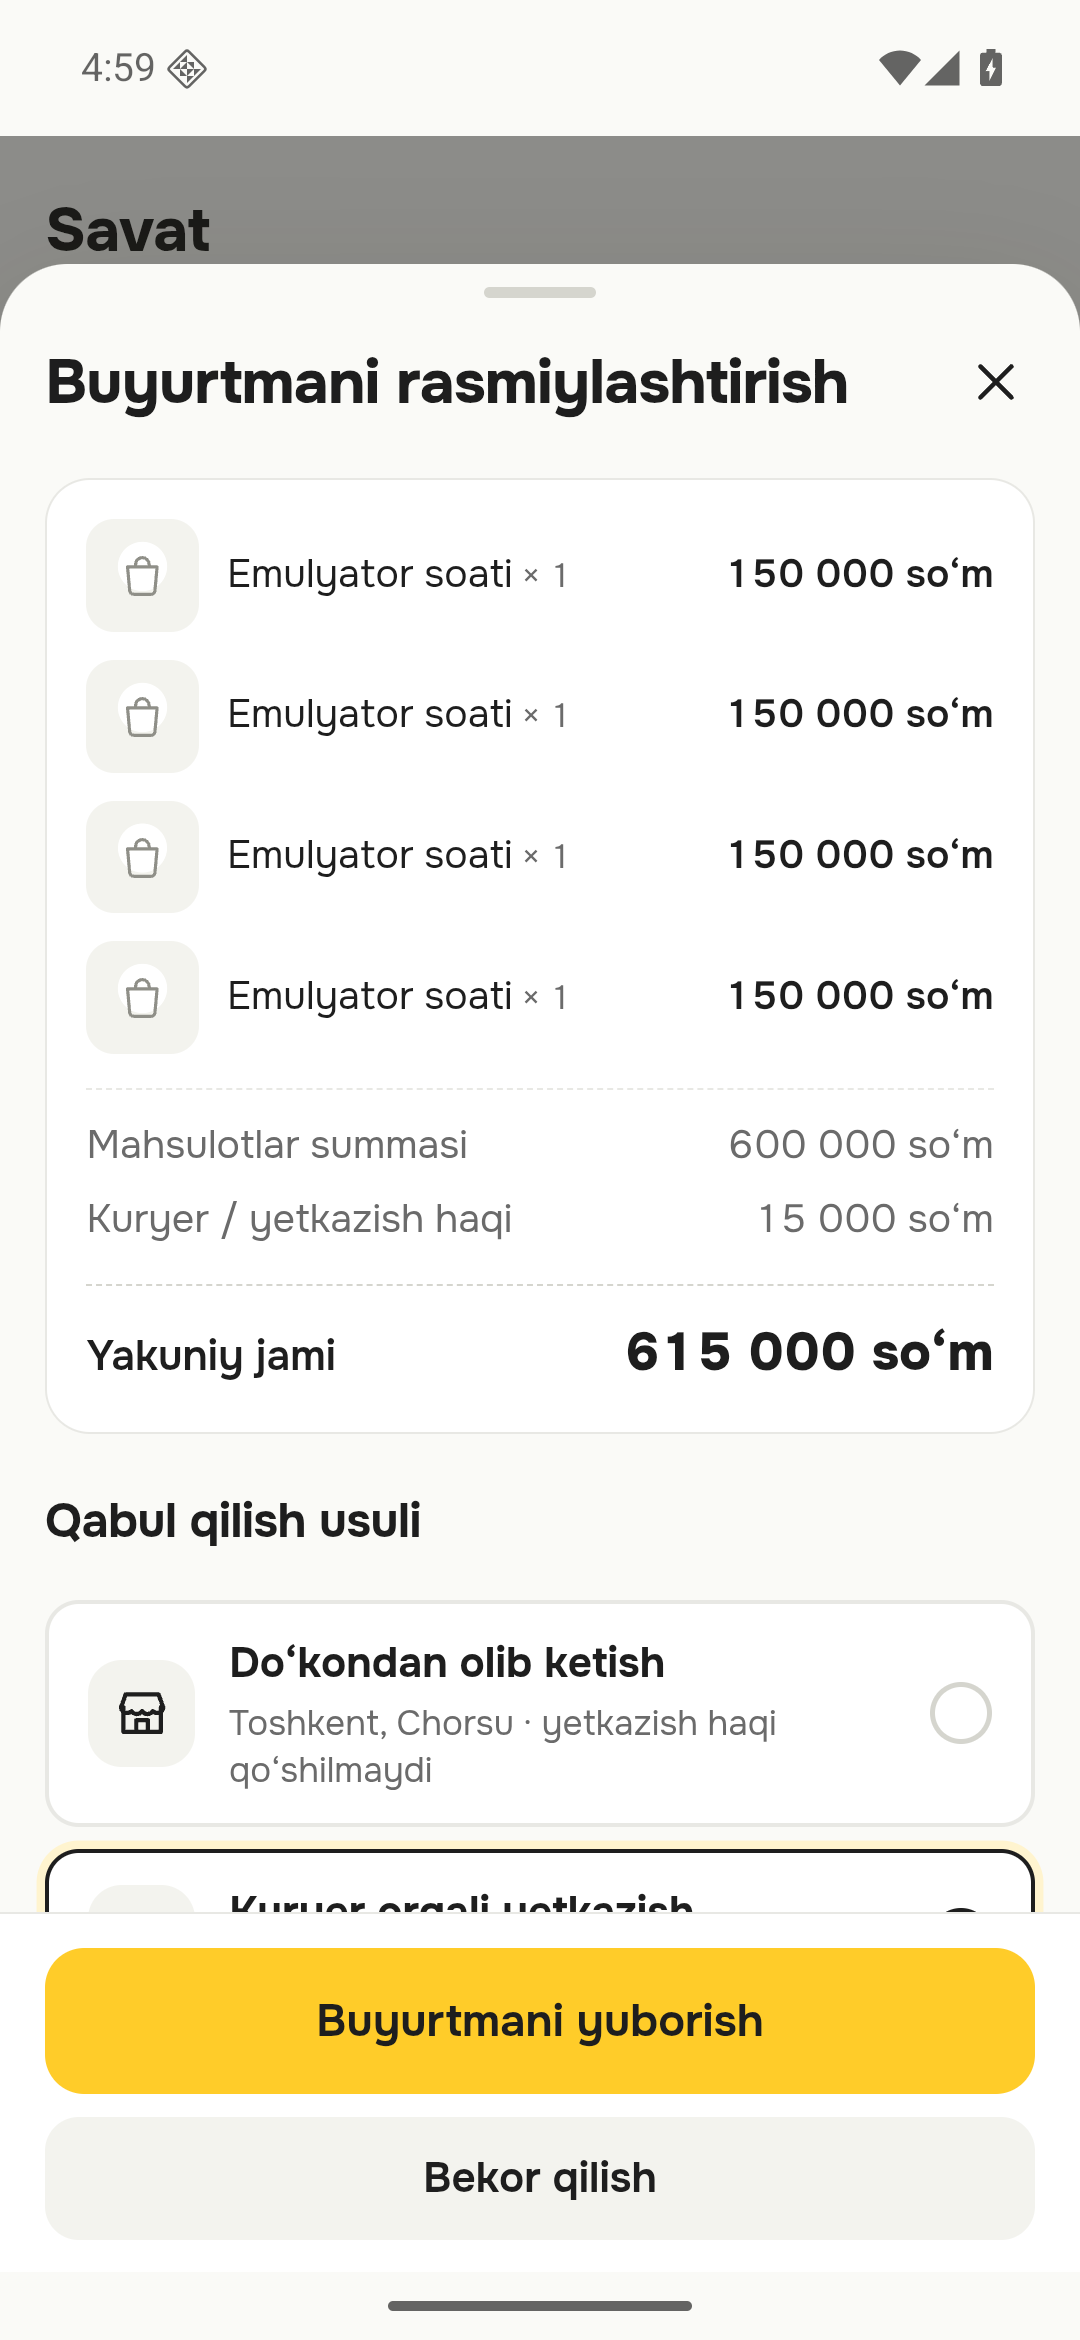 4:59
Savat
Buyurtmani rasmiylashtirish
Emulyator soati × 1 150 000 so‘m
Emulyator soati × 1 150 000 so‘m
Emulyator soati × 1 150 000 so‘m
Emulyator soati × 1 150 000 so‘m
Mahsulotlar summasi 600 000 so‘m
Kuryer / yetkazish haqi 15 000 so‘m
Yakuniy jami 615 000 so‘m
Qabul qilish usuli
Do‘kondan olib ketish
Toshkent, Chorsu · yetkazish haqi
qo‘shilmaydi
Kuryer orqali yetkazish
Buyurtmani yuborish
Bekor qilish